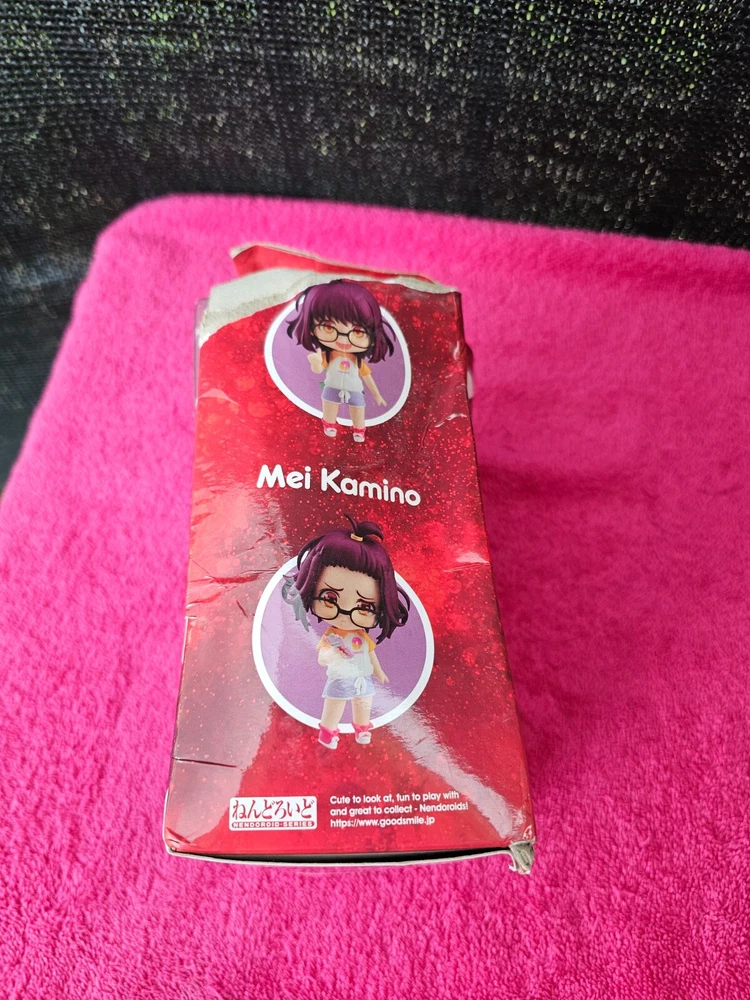 Mei Kamino
ねんどろいど
NENDOROID-SERIES
Cute to look at, fun to play with
and great to collect - Nendoroids!
https://www.goodsmile.jp